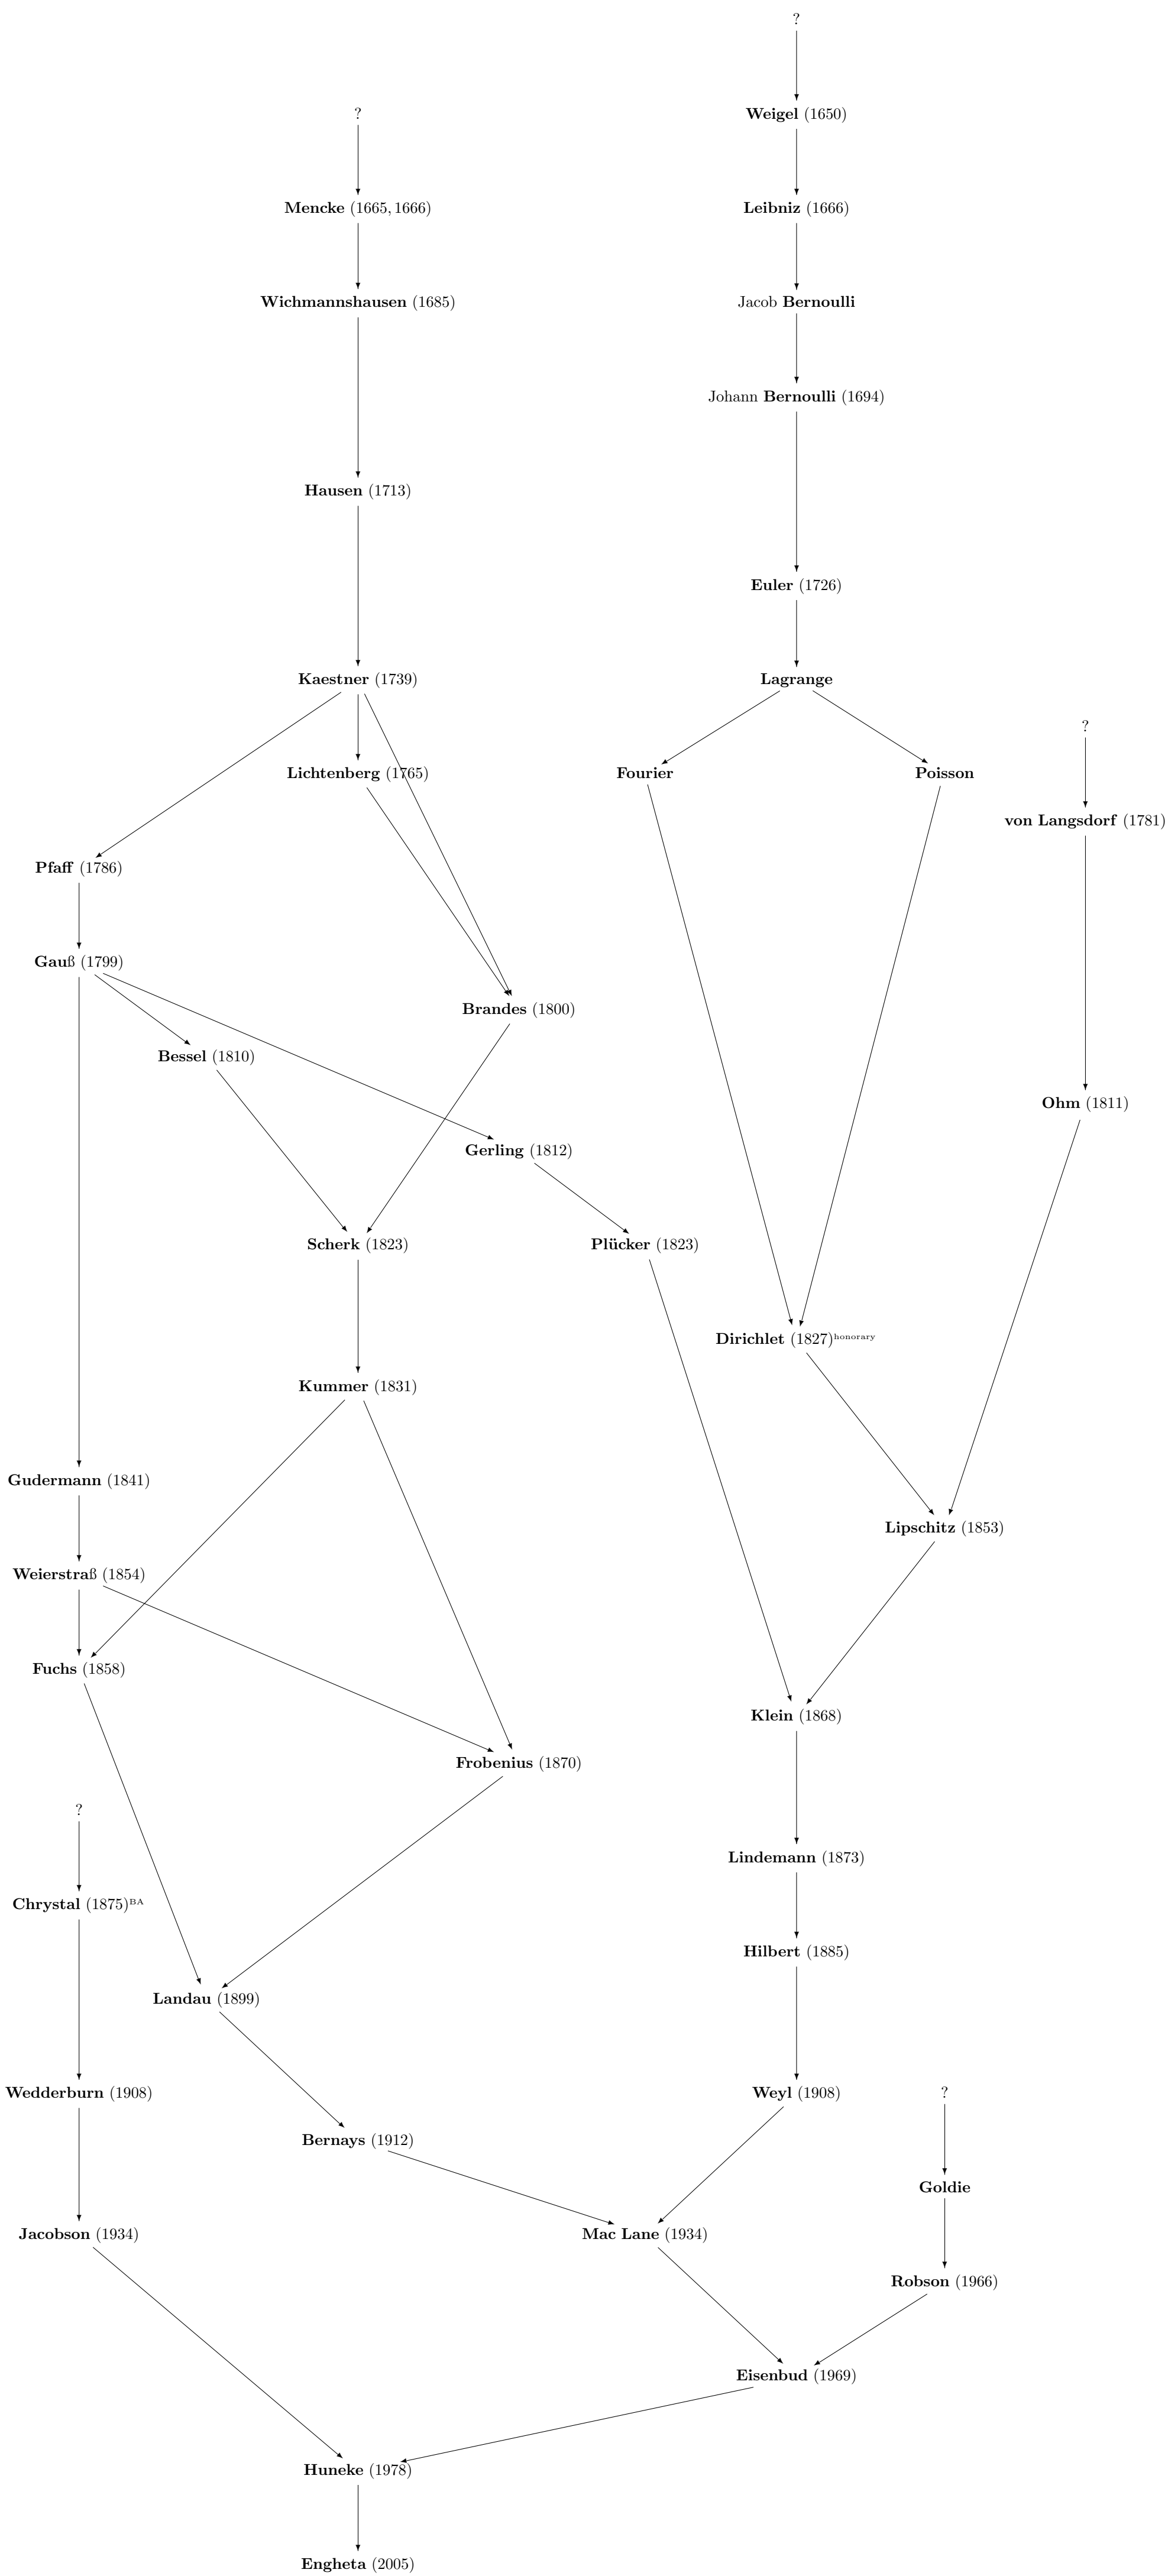 ?
?
Weigel (1650)
Mencke (1665, 1666)
Leibniz (1666)
Wichmannshausen (1685)
Jacob Bernoulli
Johann Bernoulli (1694)
Hausen (1713)
Euler (1726)
Kaestner (1739)
Lagrange
?
Lichtenberg (1765)
Fourier
Poisson
von Langsdorf (1781)
Pfaff (1786)
Gauß (1799)
Brandes (1800)
Bessel (1810)
Ohm (1811)
Gerling (1812)
Scherk (1823)
Plücker (1823)
Dirichlet (1827)honorary
Kummer (1831)
Gudermann (1841)
Lipschitz (1853)
Weierstraß (1854)
Fuchs (1858)
Klein (1868)
Frobenius (1870)
?
Lindemann (1873)
Chrystal (1875)BA
Hilbert (1885)
Landau (1899)
Wedderburn (1908)
Weyl (1908)
?
Bernays (1912)
Goldie
Jacobson (1934)
Mac Lane (1934)
Robson (1966)
Eisenbud (1969)
Huneke (1978)
Engheta (2005)